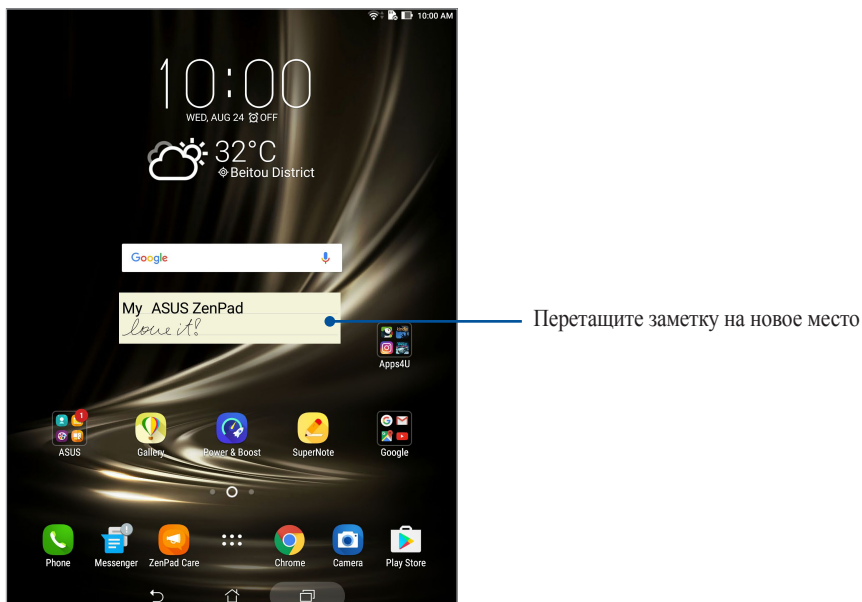 10:00 AM
10:00
WED, AUG 24 OFF
32°C
Beitou District
Google
My ASUS ZenPad
love it!
Перетащите заметку на новое место
Apps4U
1
ASUS Gallery Power & Boost SuperNote Google
1
Phone Messenger ZenPad Care Chrome Camera Play Store